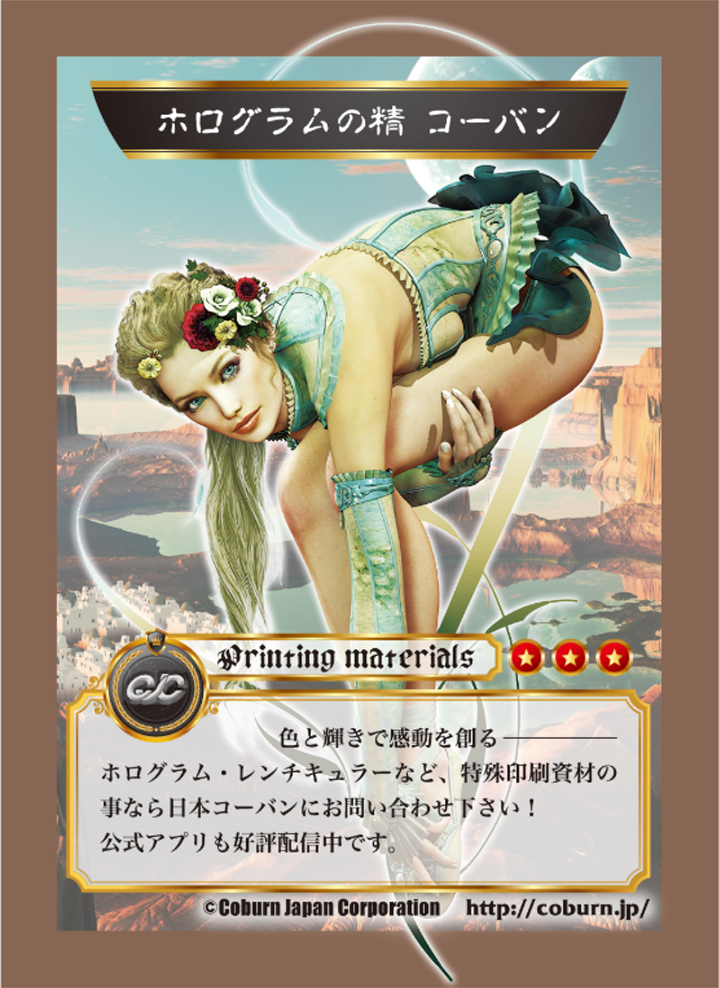 ホログラムの精 コーバン
Printing materials
CJC
色と輝きで感動を創る ―――
ホログラム・レンチキュラーなど、特殊印刷資材の
事なら日本コーバンにお問い合わせ下さい！
公式アプリも好評配信中です。
©Coburn Japan Corporation http://coburn.jp/